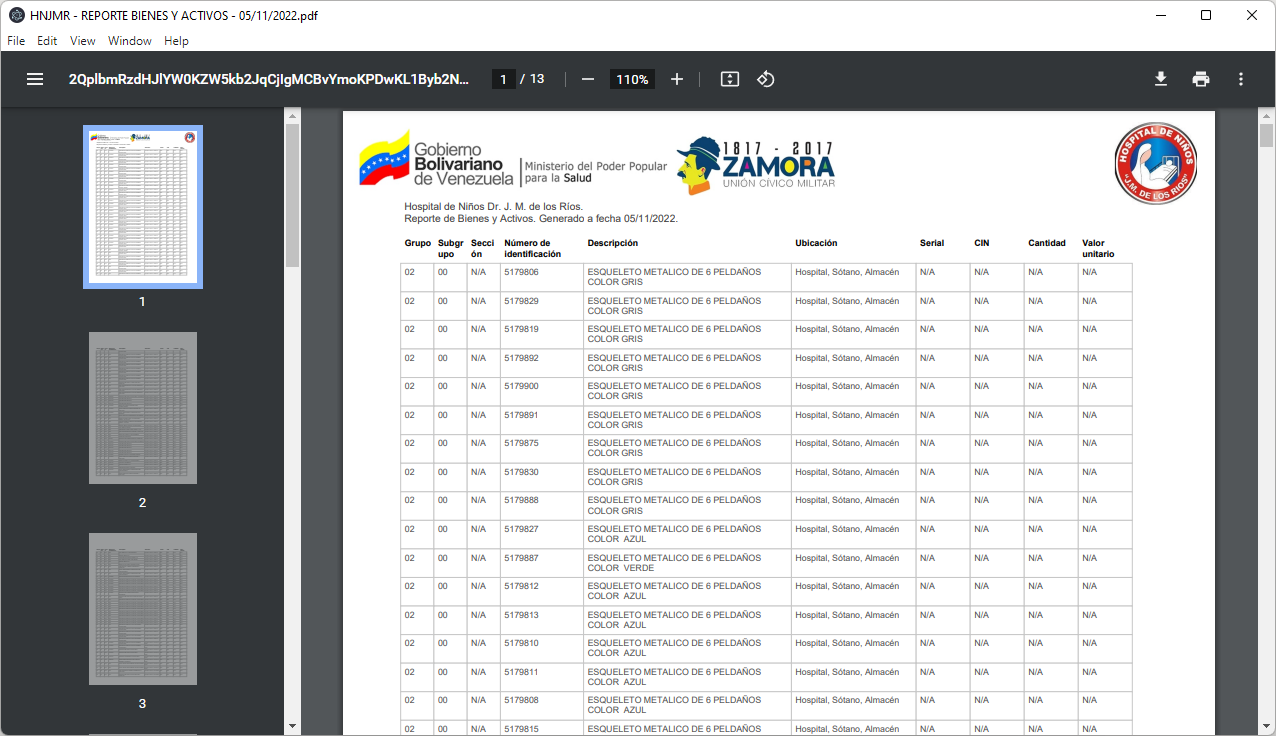 HNJMR - REPORTE BIENES Y ACTIVOS - 05/11/2022.pdf
File Edit View Window Help
2QplbmRzdHJlYW0KZW5kb2JqCjIgMCBvYmoKPDwKL1Byb2N... 1 / 13 110%
1
2
3
Gobierno
Bolivariano
de Venezuela
Ministerio del Poder Popular
para la Salud
1817 - 2017
ZAMORA
UNIÓN CÍVICO MILITAR
HOSPITAL DE NIÑOS
"J.M. DE LOS RIOS"
Hospital de Niños Dr. J. M. de los Ríos.
Reporte de Bienes y Activos. Generado a fecha 05/11/2022.
Grupo Subgr Secci Número de Descripción Ubicación Serial CIN Cantidad Valor
upo ón identificación unitario
02 00 N/A 5179806 ESQUELETO METALICO DE 6 PELDAÑOS Hospital, Sótano, Almacén N/A N/A N/A N/A
COLOR GRIS
02 00 N/A 5179829 ESQUELETO METALICO DE 6 PELDAÑOS Hospital, Sótano, Almacén N/A N/A N/A N/A
COLOR GRIS
02 00 N/A 5179819 ESQUELETO METALICO DE 6 PELDAÑOS Hospital, Sótano, Almacén N/A N/A N/A N/A
COLOR GRIS
02 00 N/A 5179892 ESQUELETO METALICO DE 6 PELDAÑOS Hospital, Sótano, Almacén N/A N/A N/A N/A
COLOR GRIS
02 00 N/A 5179900 ESQUELETO METALICO DE 6 PELDAÑOS Hospital, Sótano, Almacén N/A N/A N/A N/A
COLOR GRIS
02 00 N/A 5179891 ESQUELETO METALICO DE 6 PELDAÑOS Hospital, Sótano, Almacén N/A N/A N/A N/A
COLOR GRIS
02 00 N/A 5179875 ESQUELETO METALICO DE 6 PELDAÑOS Hospital, Sótano, Almacén N/A N/A N/A N/A
COLOR GRIS
02 00 N/A 5179830 ESQUELETO METALICO DE 6 PELDAÑOS Hospital, Sótano, Almacén N/A N/A N/A N/A
COLOR GRIS
02 00 N/A 5179888 ESQUELETO METALICO DE 6 PELDAÑOS Hospital, Sótano, Almacén N/A N/A N/A N/A
COLOR GRIS
02 00 N/A 5179827 ESQUELETO METALICO DE 6 PELDAÑOS Hospital, Sótano, Almacén N/A N/A N/A N/A
COLOR AZUL
02 00 N/A 5179887 ESQUELETO METALICO DE 6 PELDAÑOS Hospital, Sótano, Almacén N/A N/A N/A N/A
COLOR VERDE
02 00 N/A 5179812 ESQUELETO METALICO DE 6 PELDAÑOS Hospital, Sótano, Almacén N/A N/A N/A N/A
COLOR AZUL
02 00 N/A 5179813 ESQUELETO METALICO DE 6 PELDAÑOS Hospital, Sótano, Almacén N/A N/A N/A N/A
COLOR AZUL
02 00 N/A 5179810 ESQUELETO METALICO DE 6 PELDAÑOS Hospital, Sótano, Almacén N/A N/A N/A N/A
COLOR AZUL
02 00 N/A 5179811 ESQUELETO METALICO DE 6 PELDAÑOS Hospital, Sótano, Almacén N/A N/A N/A N/A
COLOR AZUL
02 00 N/A 5179808 ESQUELETO METALICO DE 6 PELDAÑOS Hospital, Sótano, Almacén N/A N/A N/A N/A
COLOR AZUL
02 00 N/A 5179815 ESQUELETO METALICO DE 6 PELDAÑOS Hospital, Sótano, Almacén N/A N/A N/A N/A